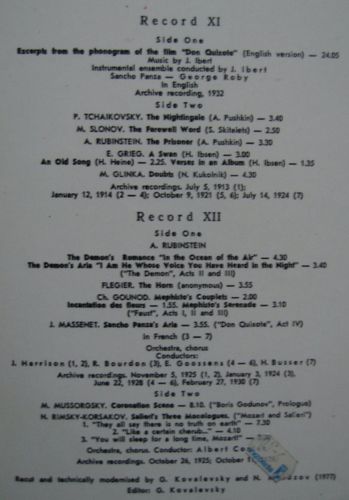 Record XI
Side One
Excerpts from the phonogram of the film "Don Quixote" (English version) — 24.05
Music by J. Ibert
Instrumental ensemble conducted by J. Ibert
Sancho Panza — George Roby
In English
Archive recording, 1932
Side Two
P. TCHAIKOVSKY. The Nightingale (A. Pushkin) — 3.40
M. SLONOV. The Farewell Word (S. Skitelets) — 2.50
A. RUBINSTEIN. The Prisoner (A. Pushkin) — 3.30
E. GRIEG. A Swan (H. Ibsen) — 3.00
An Old Song (H. Heine) — 2.25. Verses in an Album (H. Ibsen) — 1.35
M. GLINKA. Doubts (N. Kukolnik) — 4.30
Archive recordings. July 5, 1913 (1);
January 12, 1914 (2 — 4); October 9, 1921 (5, 6); July 14, 1924 (7)
Record XII
Side One
A. RUBINSTEIN
The Demon's Romance "In the Ocean of the Air" — 4.30
The Demon's Aria "I Am He Whose Voice You Have Heard in the Night" — 3.40
("The Demon", Acts II and III)
FLEGIER. The Horn (anonymous) — 3.55
Ch. GOUNOD. Mephisto's Couplets — 2.00
Incantation des fleurs — 1.55. Mephisto's Serenade — 3.10
("Faust", Acts I, II and III)
J. MASSENET. Sancho Panza's Aria — 3.55. ("Don Quixote", Act IV)
In French (3 — 7)
Orchestra, chorus
Conductors:
J. Harrison (1, 2), R. Bourdon (3), E. Goossens (4 — 6), H. Busser (7)
Archive recordings. November 5, 1925 (1, 2), January 3, 1924 (3),
June 22, 1928 (4 — 6), February 27, 1930 (7)
Side Two
M. MUSSORGSKY. Coronation Scene — 8.10. ("Boris Godunov", Prologue)
N. RIMSKY-KORSAKOV. Salieri's Three Monologues. ("Mozart and Salieri")
1. "They all say there is no truth on earth" — 7.30
2. "Like a certain cherub..." — 4.10
3. "You will sleep for a long time, Mozart!" —
Orchestra, chorus. Conductor: Albert Coates
Archive recordings. October 26, 1925; October
Recut and technically modernised by G. Kovalevsky and N. (1977)
Editor: G. Kovalevsky